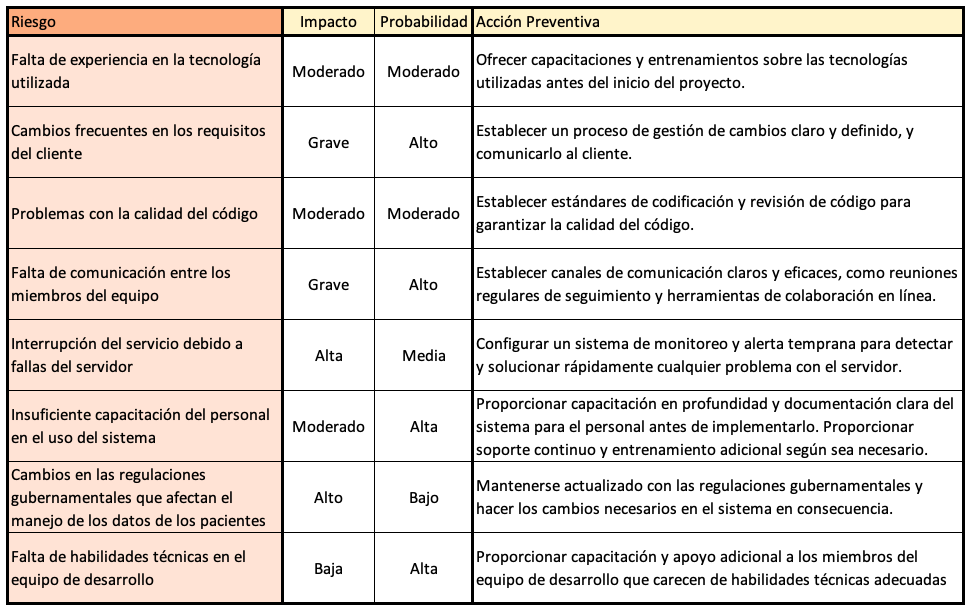 Riesgo Impacto Probabilidad Acción Preventiva
Falta de experiencia en la tecnología
utilizada
Moderado Moderado
Ofrecer capacitaciones y entrenamientos sobre las tecnologías
utilizadas antes del inicio del proyecto.
Cambios frecuentes en los requisitos
del cliente
Grave Alto
Establecer un proceso de gestión de cambios claro y definido, y
comunicarlo al cliente.
Problemas con la calidad del código
Moderado Moderado
Establecer estándares de codificación y revisión de código para
garantizar la calidad del código.
Falta de comunicación entre los
miembros del equipo
Grave Alto
Establecer canales de comunicación claros y eficaces, como reuniones
regulares de seguimiento y herramientas de colaboración en línea.
Interrupción del servicio debido a
fallas del servidor
Alta Media
Configurar un sistema de monitoreo y alerta temprana para detectar
y solucionar rápidamente cualquier problema con el servidor.
Insuficiente capacitación del personal
en el uso del sistema
Moderado Alta
Proporcionar capacitación en profundidad y documentación clara del
sistema para el personal antes de implementarlo. Proporcionar
soporte continuo y entrenamiento adicional según sea necesario.
Cambios en las regulaciones
gubernamentales que afectan el
manejo de los datos de los pacientes
Alto Bajo
Mantenerse actualizado con las regulaciones gubernamentales y
hacer los cambios necesarios en el sistema en consecuencia.
Falta de habilidades técnicas en el
equipo de desarrollo
Baja Alta
Proporcionar capacitación y apoyo adicional a los miembros del
equipo de desarrollo que carecen de habilidades técnicas adecuadas